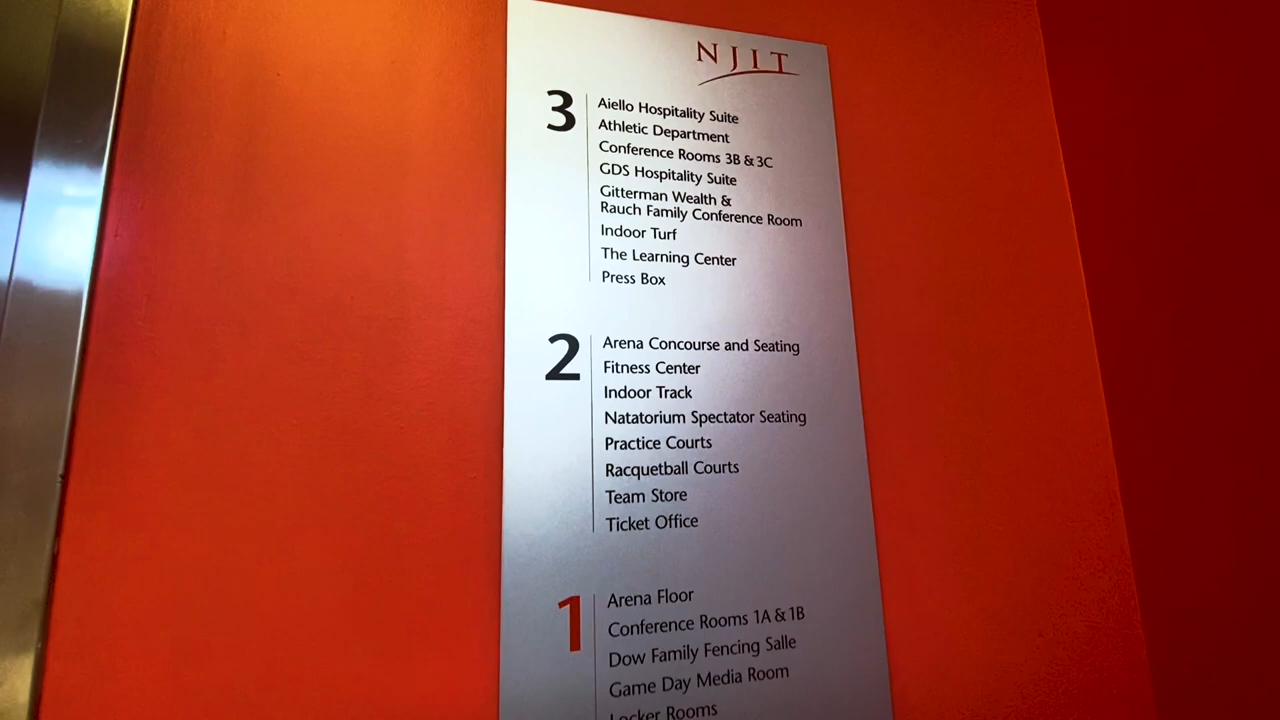 NJIT
3
Aiello Hospitality Suite
Athletic Department
Conference Rooms 3B & 3C
GDS Hospitality Suite
Gitterman Wealth &
Rauch Family Conference Room
Indoor Turf
The Learning Center
Press Box
2
Arena Concourse and Seating
Fitness Center
Indoor Track
Natatorium Spectator Seating
Practice Courts
Racquetball Courts
Team Store
Ticket Office
1
Arena Floor
Conference Rooms 1A & 1B
Dow Family Fencing Salle
Game Day Media Room
Locker Rooms